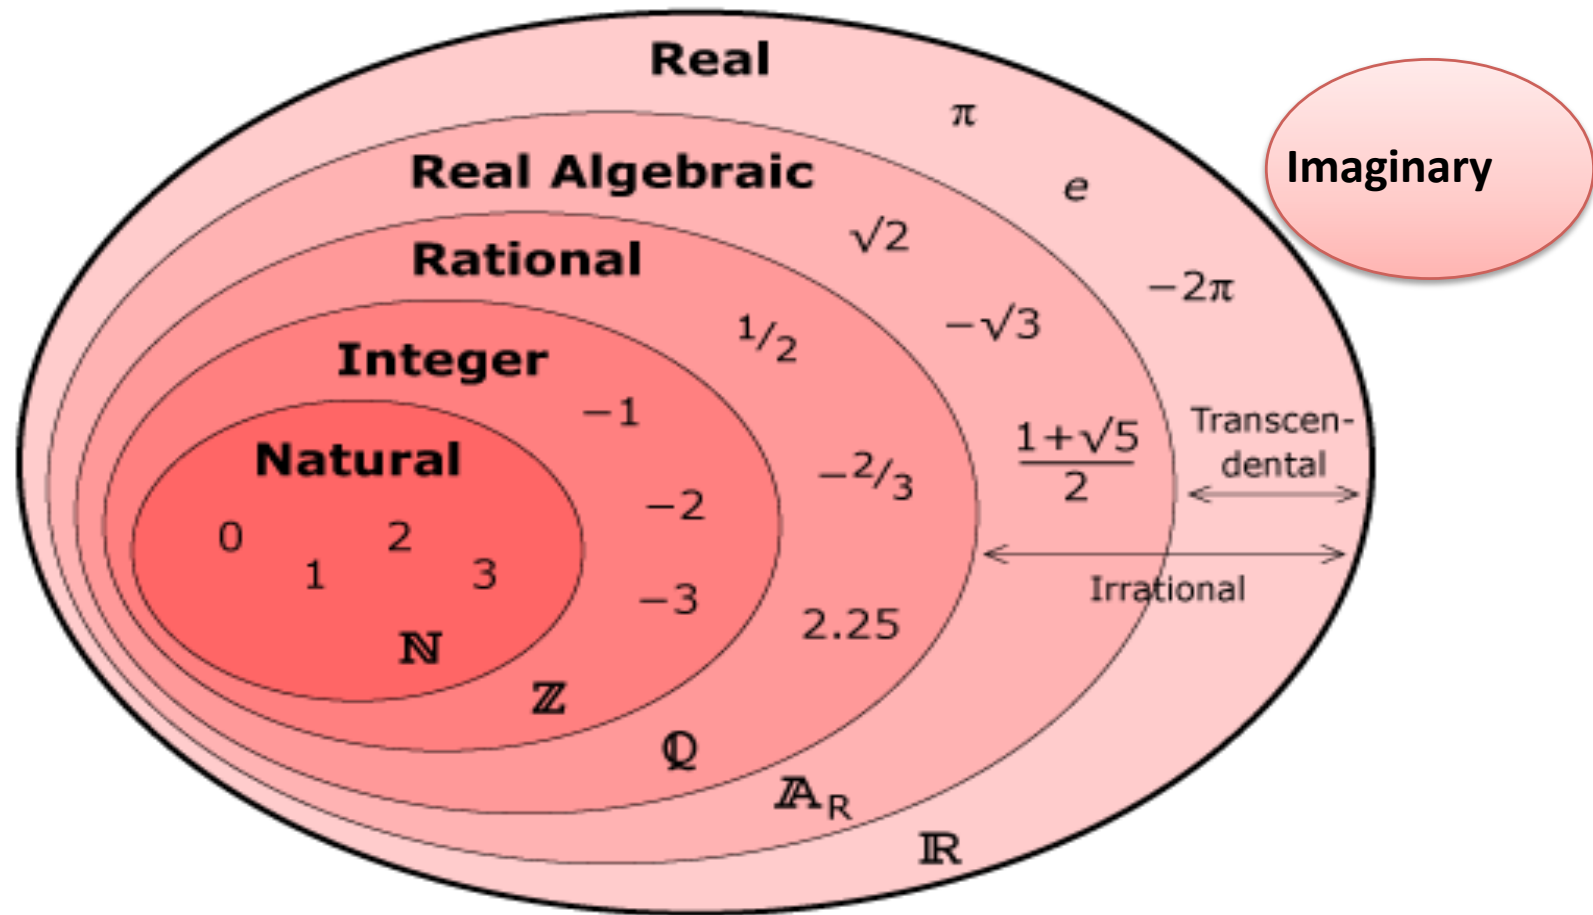 Real
π
Imaginary
Real Algebraic
e
√2
Rational
−2π
−√3
1/2
Integer
−1
1+√5
2
Transcen-
dental
Natural
−2/3
−2
0
2
1
3
Irrational
−3
2.25
ℕ
ℤ
ℚ
𝔸R
ℝ